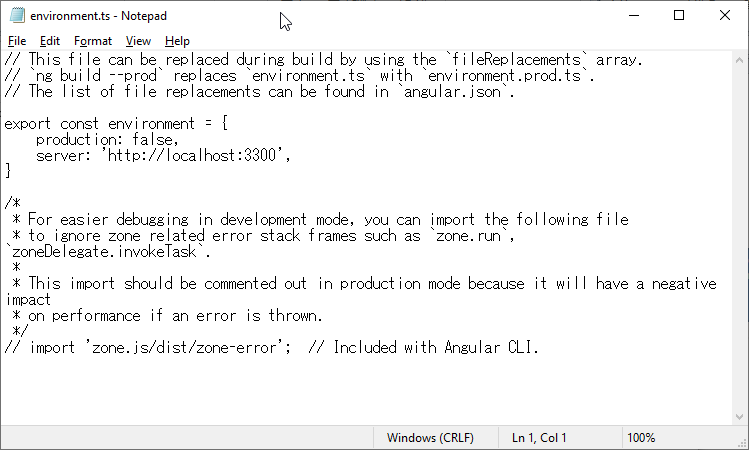 environment.ts - Notepad
File Edit Format View Help
// This file can be replaced during build by using the `fileReplacements` array.
// `ng build --prod` replaces `environment.ts` with `environment.prod.ts`.
// The list of file replacements can be found in `angular.json`.

export const environment = {
    production: false,
    server: 'http://localhost:3300',
}

/*
 * For easier debugging in development mode, you can import the following file
 * to ignore zone related error stack frames such as `zone.run`,
`zoneDelegate.invokeTask`.
 *
 * This import should be commented out in production mode because it will have a negative
impact
 * on performance if an error is thrown.
 */
// import 'zone.js/dist/zone-error';  // Included with Angular CLI.
Windows (CRLF) Ln 1, Col 1 100%